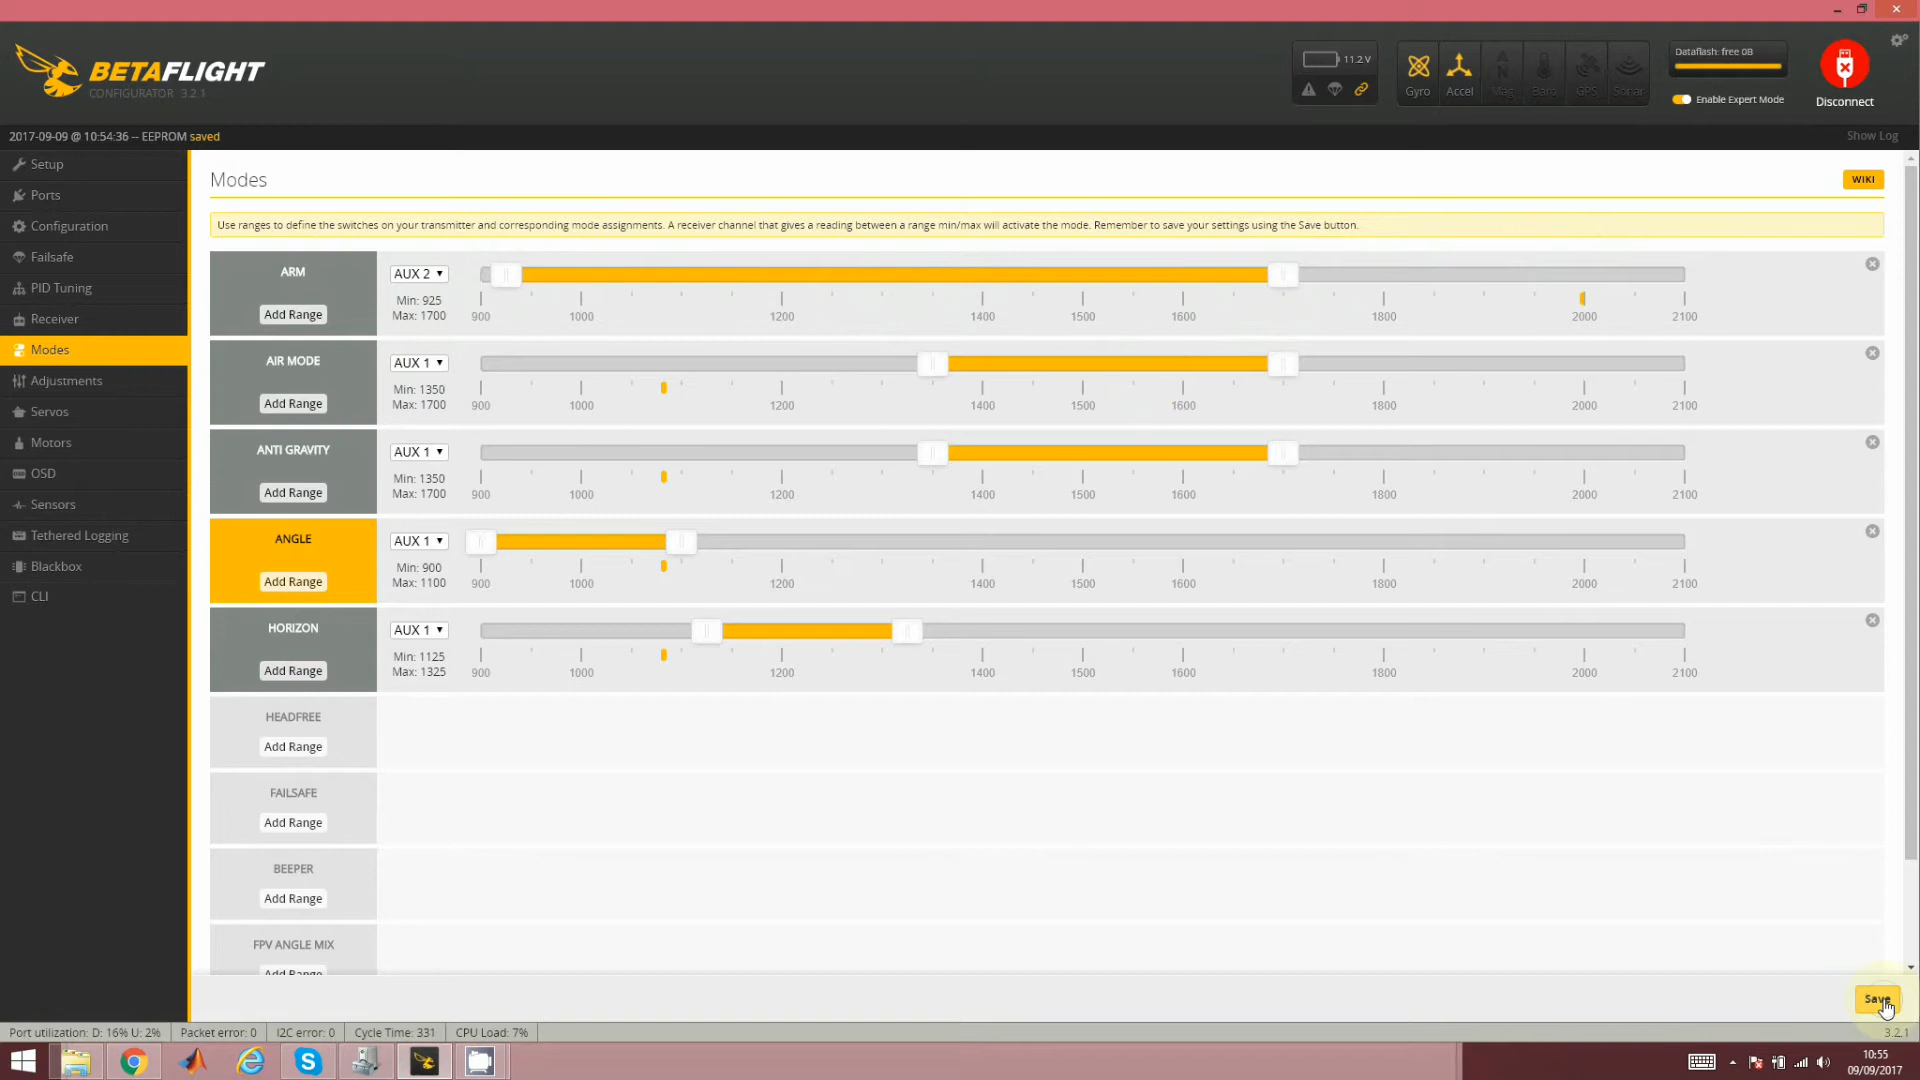 BETAFLIGHT
CONFIGURATOR 3.2.1
11.2 V
Gyro
Accel
Mag
Baro
GPS
Sonar
Dataflash: free 0B
Enable Expert Mode
Disconnect
2017-09-09 @ 10:54:36 -- EEPROM saved
Show Log
Setup
Ports
Configuration
Failsafe
PID Tuning
Receiver
Modes
Adjustments
Servos
Motors
OSD
Sensors
Tethered Logging
Blackbox
CLI
Modes
WIKI
Use ranges to define the switches on your transmitter and corresponding mode assignments. A receiver channel that gives a reading between a range min/max will activate the mode. Remember to save your settings using the Save button.
ARM
Add Range
AUX 2
Min: 925
Max: 1700
900 1000 1200 1400 1500 1600 1800 2000 2100
AIR MODE
Add Range
AUX 1
Min: 1350
Max: 1700
900 1000 1200 1400 1500 1600 1800 2000 2100
ANTI GRAVITY
Add Range
AUX 1
Min: 1350
Max: 1700
900 1000 1200 1400 1500 1600 1800 2000 2100
ANGLE
Add Range
AUX 1
Min: 900
Max: 1100
900 1000 1200 1400 1500 1600 1800 2000 2100
HORIZON
Add Range
AUX 1
Min: 1125
Max: 1325
900 1000 1200 1400 1500 1600 1800 2000 2100
HEADFREE
Add Range
FAILSAFE
Add Range
BEEPER
Add Range
FPV ANGLE MIX
Add Range
Save
Port utilization: D: 16% U: 2%
Packet error: 0
I2C error: 0
Cycle Time: 331
CPU Load: 7%
3.2.1
10:55
09/09/2017